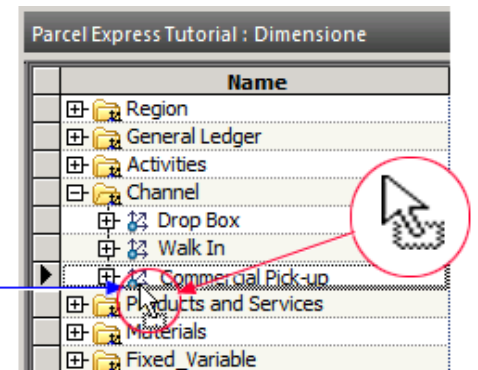 Parcel Express Tutorial : Dimensione
Name
Region
General Ledger
Activities
Channel
Drop Box
Walk In
Commercial Pick-up
Products and Services
Materials
Fixed_Variable